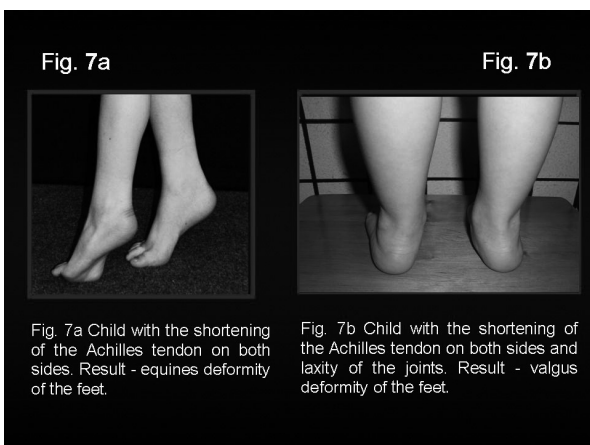 Fig. 7a
Fig. 7b
Fig. 7a Child with the shortening
of the Achilles tendon on both
sides. Result - equines deformity
of the feet.
Fig. 7b Child with the shortening of
the Achilles tendon on both sides and
laxity of the joints. Result - valgus
deformity of the feet.